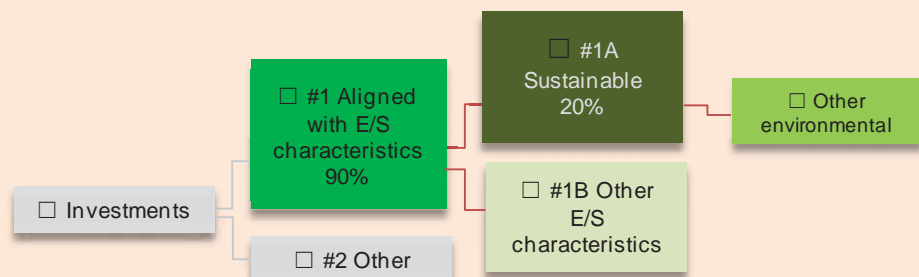 ☐ #1A
Sustainable
20%
☐ #1 Aligned
with E/S
characteristics
90%
☐ Other
environmental
☐ #1B Other
E/S
characteristics
☐ Investments
☐ #2 Other